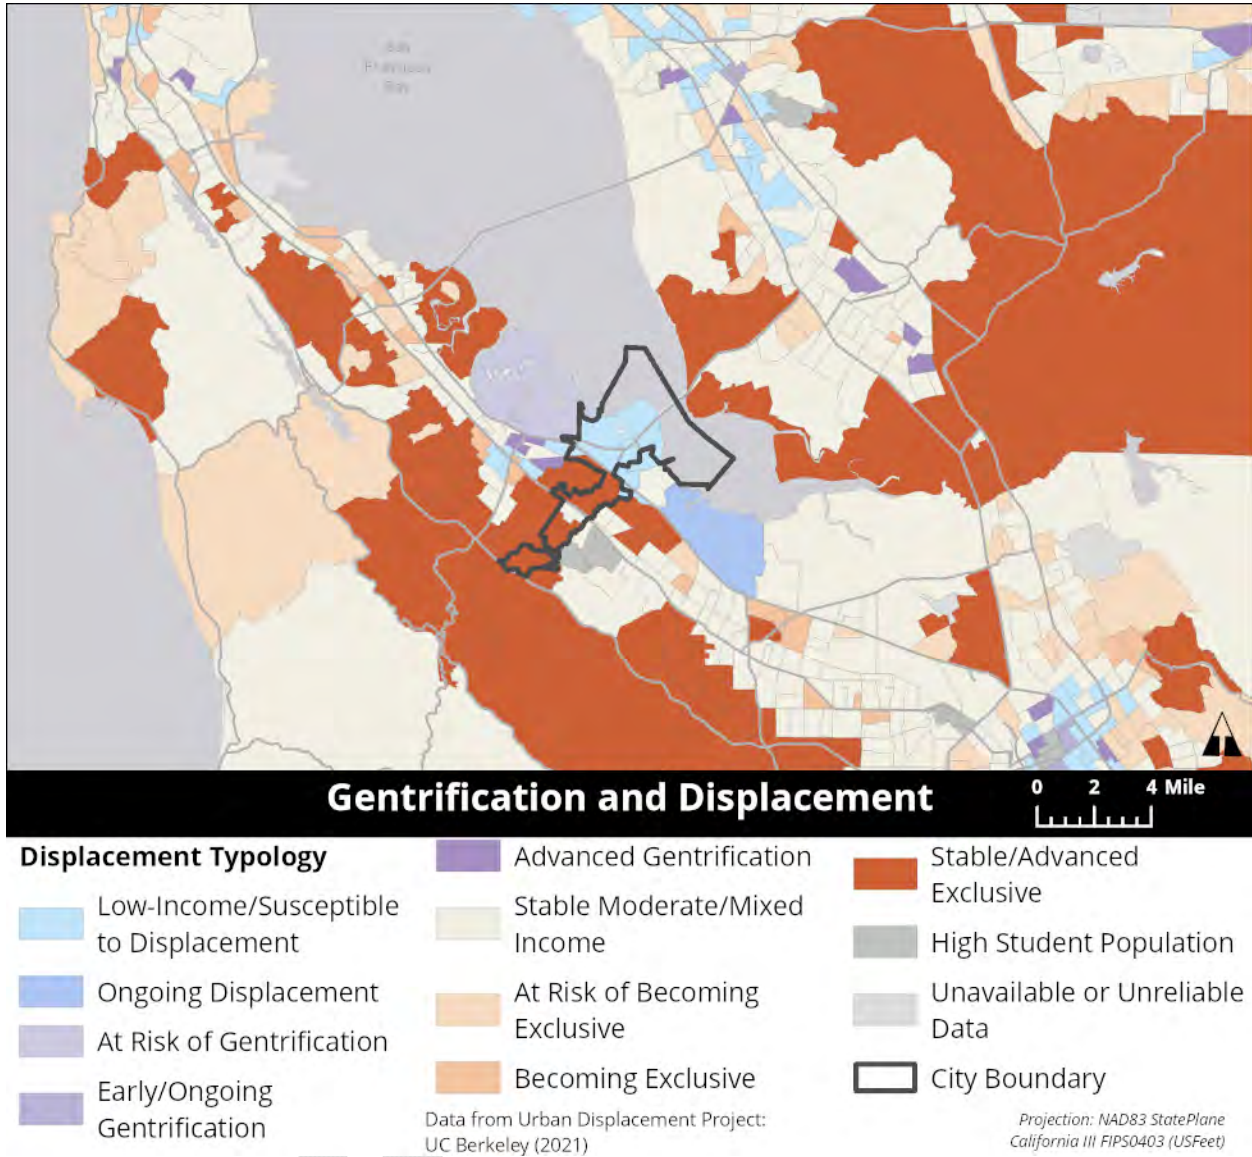 San
Francisco
Bay
Gentrification and Displacement
0 2 4 Mile
Displacement Typology
Low-Income/Susceptible
to Displacement
Ongoing Displacement
At Risk of Gentrification
Early/Ongoing
Gentrification
Advanced Gentrification
Stable Moderate/Mixed
Income
At Risk of Becoming
Exclusive
Becoming Exclusive
Data from Urban Displacement Project:
UC Berkeley (2021)
Stable/Advanced
Exclusive
High Student Population
Unavailable or Unreliable
Data
City Boundary
Projection: NAD83 StatePlane
California III FIPS0403 (USFeet)